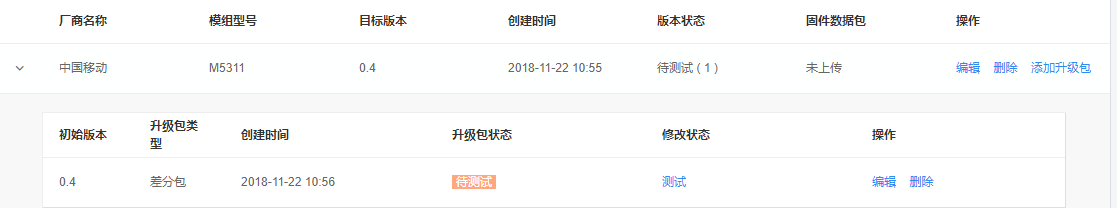 厂商名称 模组型号 目标版本 创建时间 版本状态 固件数据包 操作
中国移动 M5311 0.4 2018-11-22 10:55 待测试 ( 1 ) 未上传 编辑 删除 添加升级包
初始版本 升级包类型 创建时间 升级包状态 修改状态 操作
0.4 差分包 2018-11-22 10:56 待测试 测试 编辑 删除